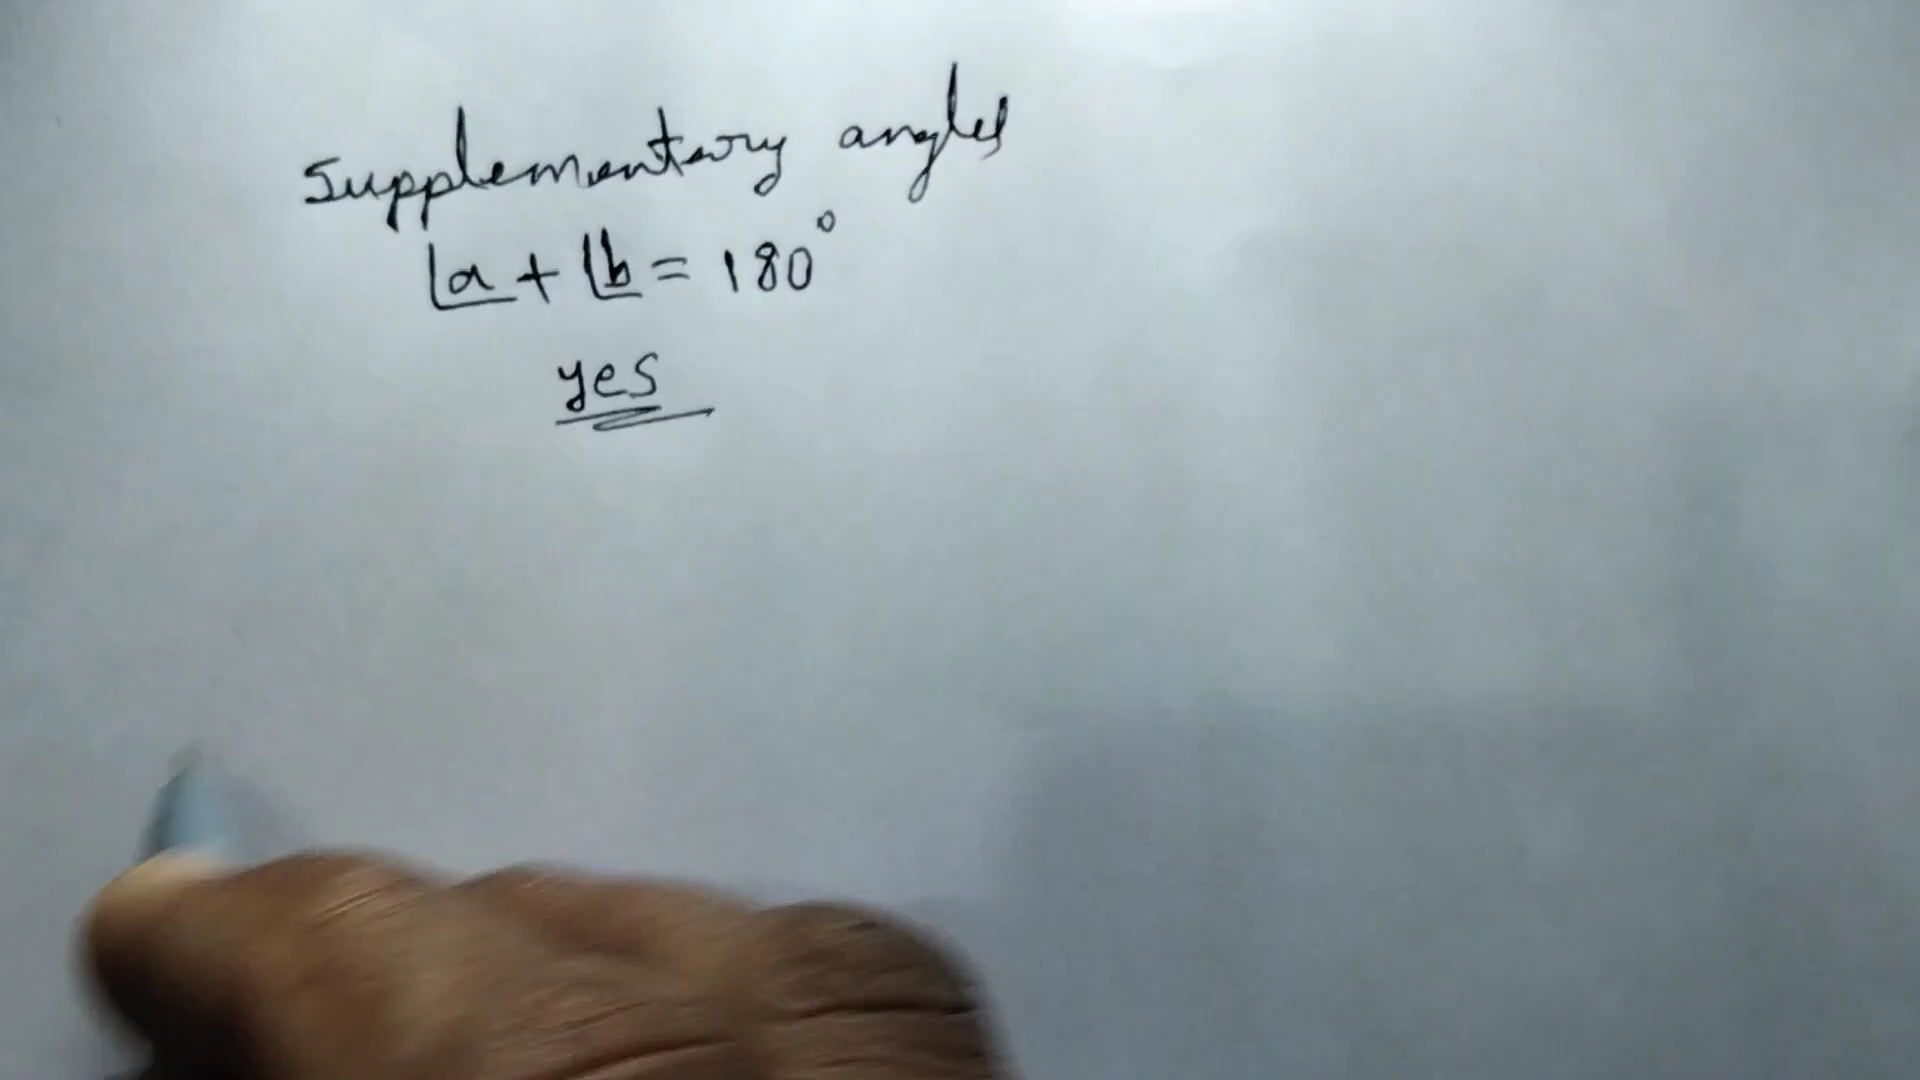 supplementary angles
∠a + ∠b = 180°
yes